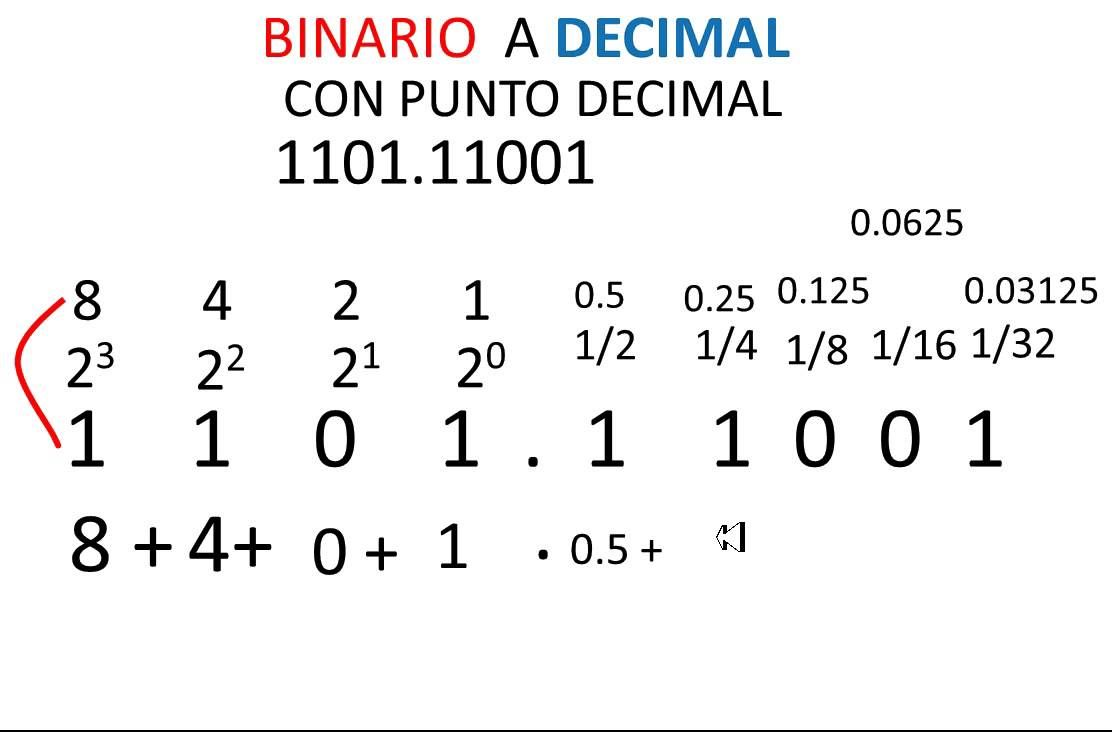 BINARIO A DECIMAL
CON PUNTO DECIMAL
1101.11001
0.0625
8 4 2 1 0.5 0.25 0.125 0.03125
2³ 2² 2¹ 2⁰ 1/2 1/4 1/8 1/16 1/32
1 1 0 1 . 1 1 0 0 1
8 + 4+ 0 + 1 . 0.5 +